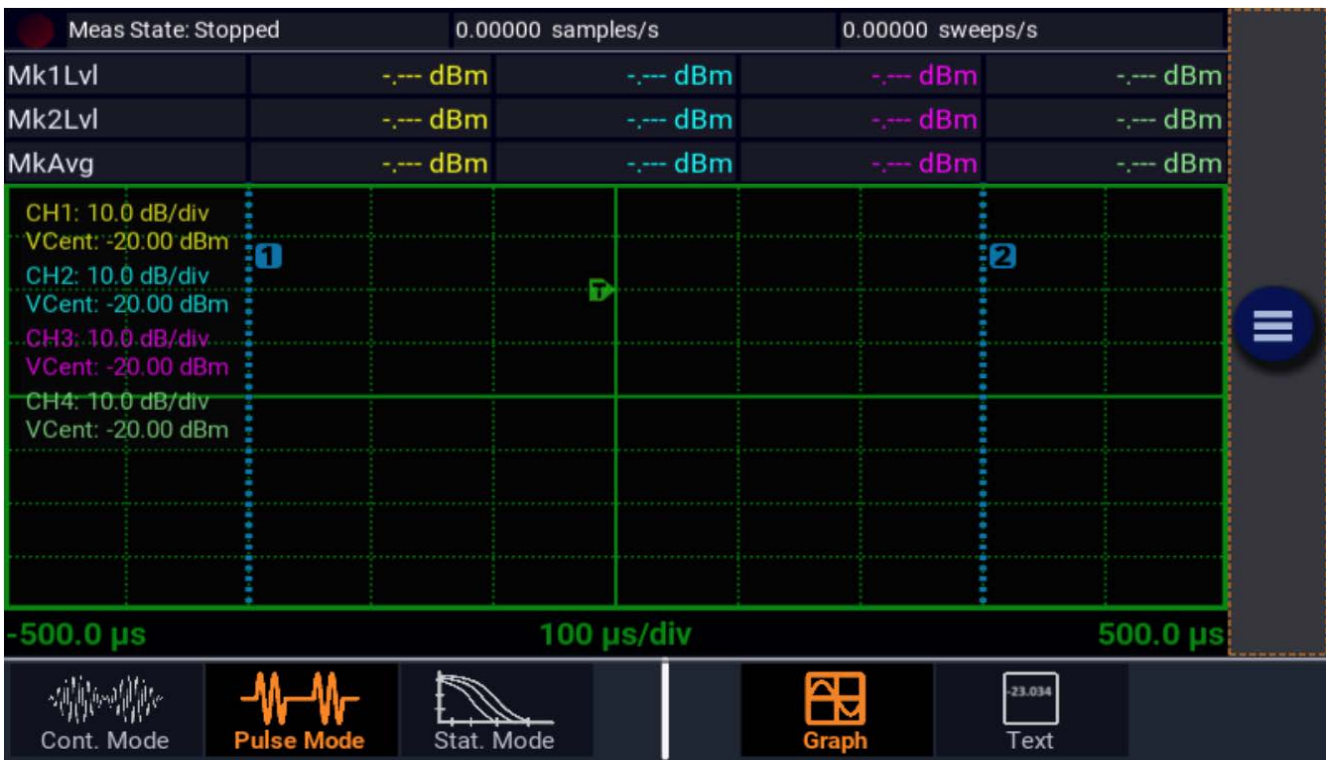 Meas State: Stopped 0.00000 samples/s 0.00000 sweeps/s
Mk1Lvl -.--- dBm -.--- dBm -.--- dBm -.--- dBm
Mk2Lvl -.--- dBm -.--- dBm -.--- dBm -.--- dBm
MkAvg -.--- dBm -.--- dBm -.--- dBm -.--- dBm
CH1: 10.0 dB/div
VCent: -20.00 dBm
1 2
CH2: 10.0 dB/div
T
VCent: -20.00 dBm
CH3: 10.0 dB/div
VCent: -20.00 dBm
CH4: 10.0 dB/div
VCent: -20.00 dBm
-500.0 µs 100 µs/div 500.0 µs
-23.034
Cont. Mode Pulse Mode Stat. Mode Graph Text